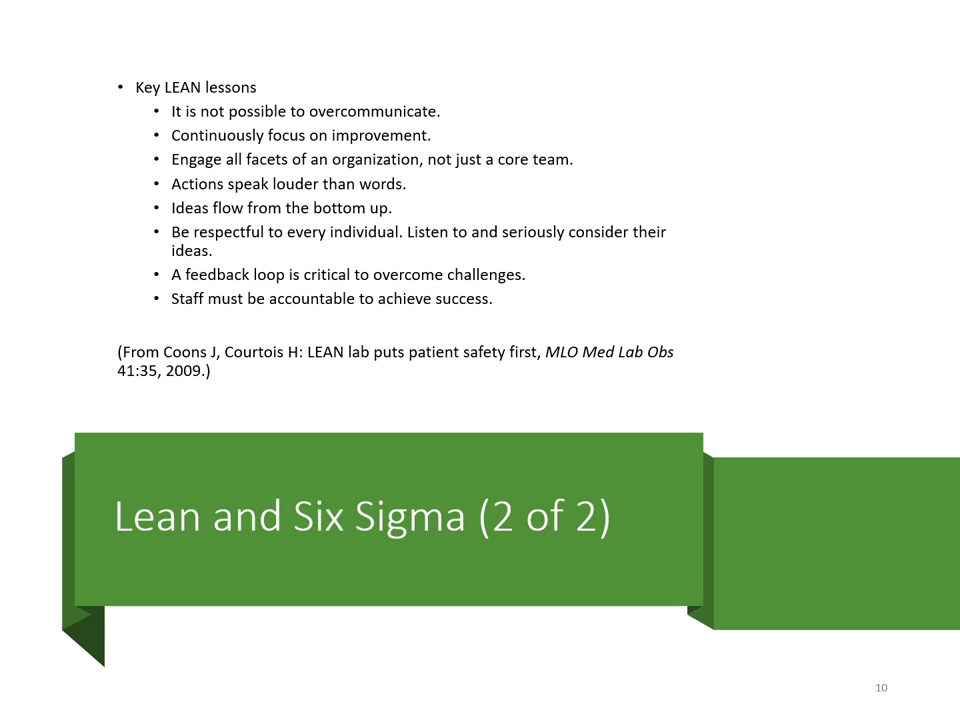 • Key LEAN lessons
• It is not possible to overcommunicate.
• Continuously focus on improvement.
• Engage all facets of an organization, not just a core team.
• Actions speak louder than words.
• Ideas flow from the bottom up.
• Be respectful to every individual. Listen to and seriously consider their
ideas.
• A feedback loop is critical to overcome challenges.
• Staff must be accountable to achieve success.
(From Coons J, Courtois H: LEAN lab puts patient safety first, MLO Med Lab Obs
41:35, 2009.)
Lean and Six Sigma (2 of 2)
10